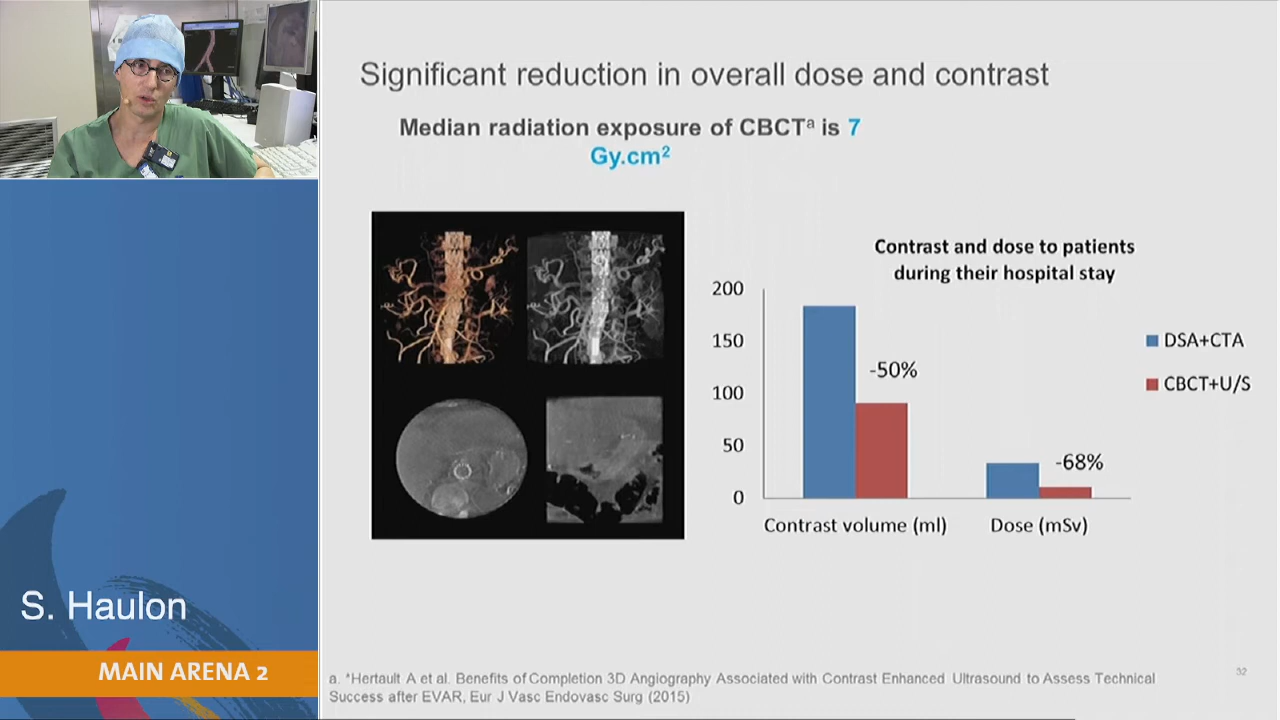 Significant reduction in overall dose and contrast
Median radiation exposure of CBCTᵃ is 7
Gy.cm²
Contrast and dose to patients
during their hospital stay
200
150
100
50
0
-50%
-68%
DSA+CTA
CBCT+U/S
Contrast volume (ml)
Dose (mSv)
S. Haulon
MAIN ARENA 2
32
a. *Hertault A et al. Benefits of Completion 3D Angiography Associated with Contrast Enhanced Ultrasound to Assess Technical
Success after EVAR, Eur J Vasc Endovasc Surg (2015)